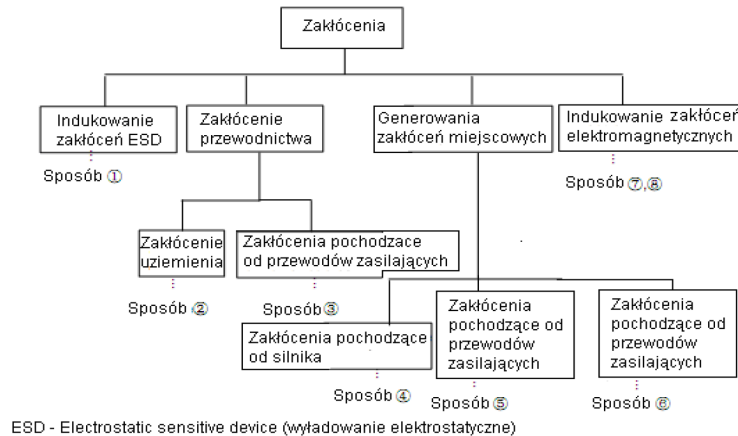 Zakłócenia
Indukowanie
zakłóceń ESD
Zakłócenie
przewodnictwa
Generowania
zakłóceń miejscowych
Indukowanie zakłóceń
elektromagnetycznych
Sposób ①
Sposób ⑦,⑧
Zakłócenie
uziemienia
Zakłócenia pochodzace
od przewodów zasilających
Sposób ②
Sposób ③
Zakłócenia pochodzące
od silnika
Zakłócenia
pochodzące od
przewodów
zasilających
Zakłócenia
pochodzące od
przewodów
zasilających
Sposób ④
Sposób ⑤
Sposób ⑥
ESD - Electrostatic sensitive device (wyładowanie elektrostatyczne)